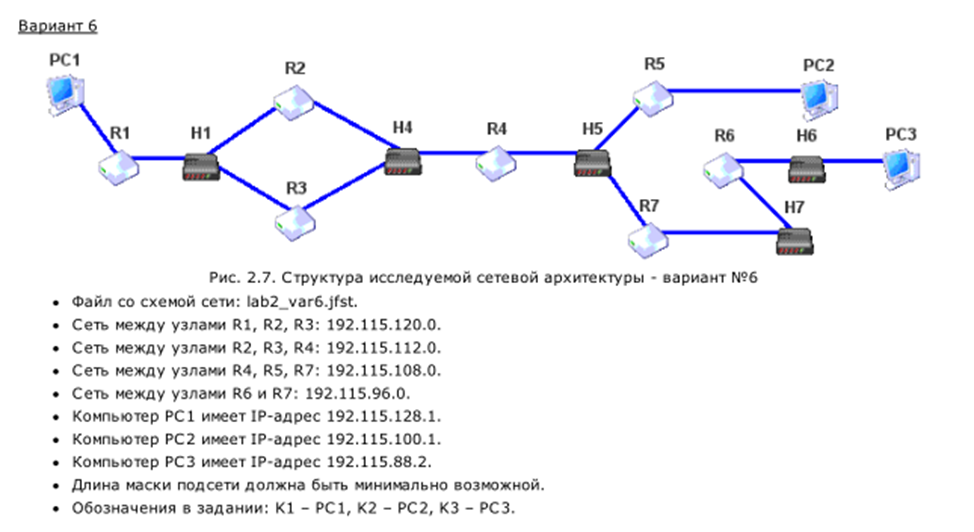 Вариант 6
PC1
R2
R5
PC2
R1
H1
H4
R4
H5
R6
H6
PC3
R3
R7
H7
Рис. 2.7. Структура исследуемой сетевой архитектуры - вариант №6
• Файл со схемой сети: lab2_var6.jfst.
• Сеть между узлами R1, R2, R3: 192.115.120.0.
• Сеть между узлами R2, R3, R4: 192.115.112.0.
• Сеть между узлами R4, R5, R7: 192.115.108.0.
• Сеть между узлами R6 и R7: 192.115.96.0.
• Компьютер PC1 имеет IP-адрес 192.115.128.1.
• Компьютер PC2 имеет IP-адрес 192.115.100.1.
• Компьютер PC3 имеет IP-адрес 192.115.88.2.
• Длина маски подсети должна быть минимально возможной.
• Обозначения в задании: K1 – PC1, K2 – PC2, K3 – PC3.